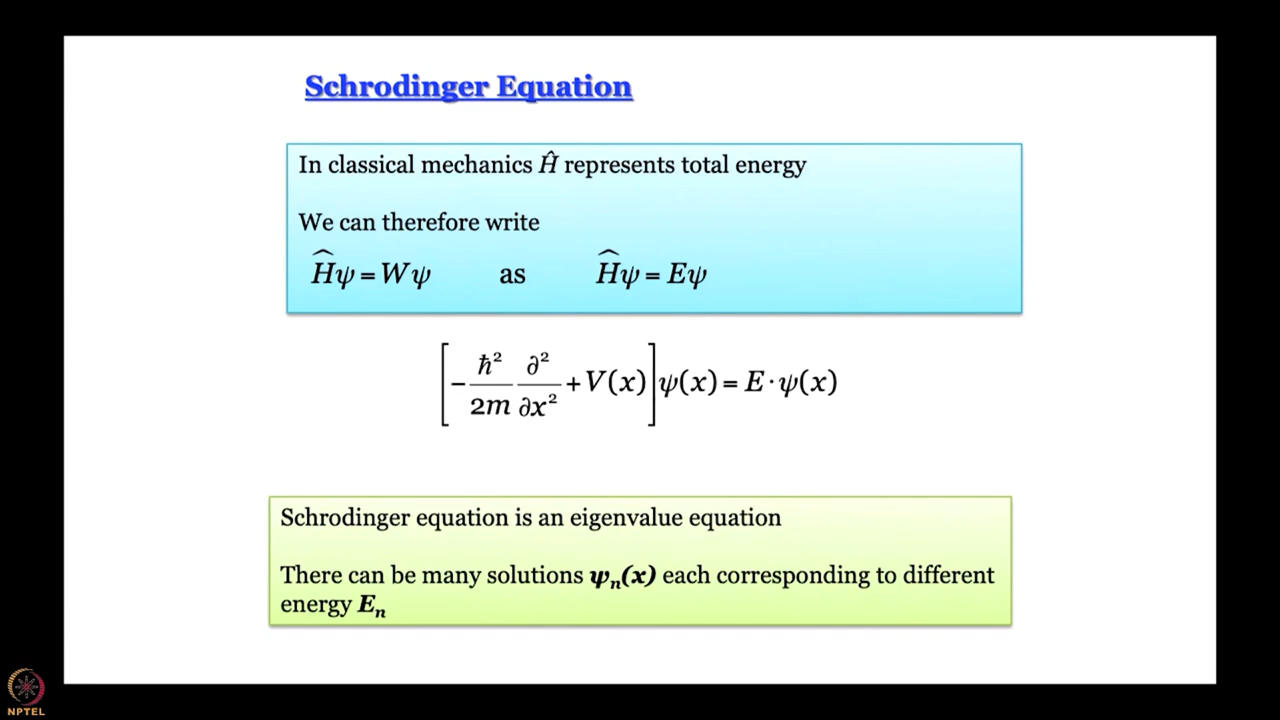 Schrodinger Equation
In classical mechanics Ĥ represents total energy
We can therefore write
Ĥψ = Wψ as Ĥψ = Eψ
[-ħ²/2m ∂²/∂x² + V(x)]ψ(x) = E·ψ(x)
Schrodinger equation is an eigenvalue equation
There can be many solutions ψₙ(x) each corresponding to different
energy Eₙ
NPTEL